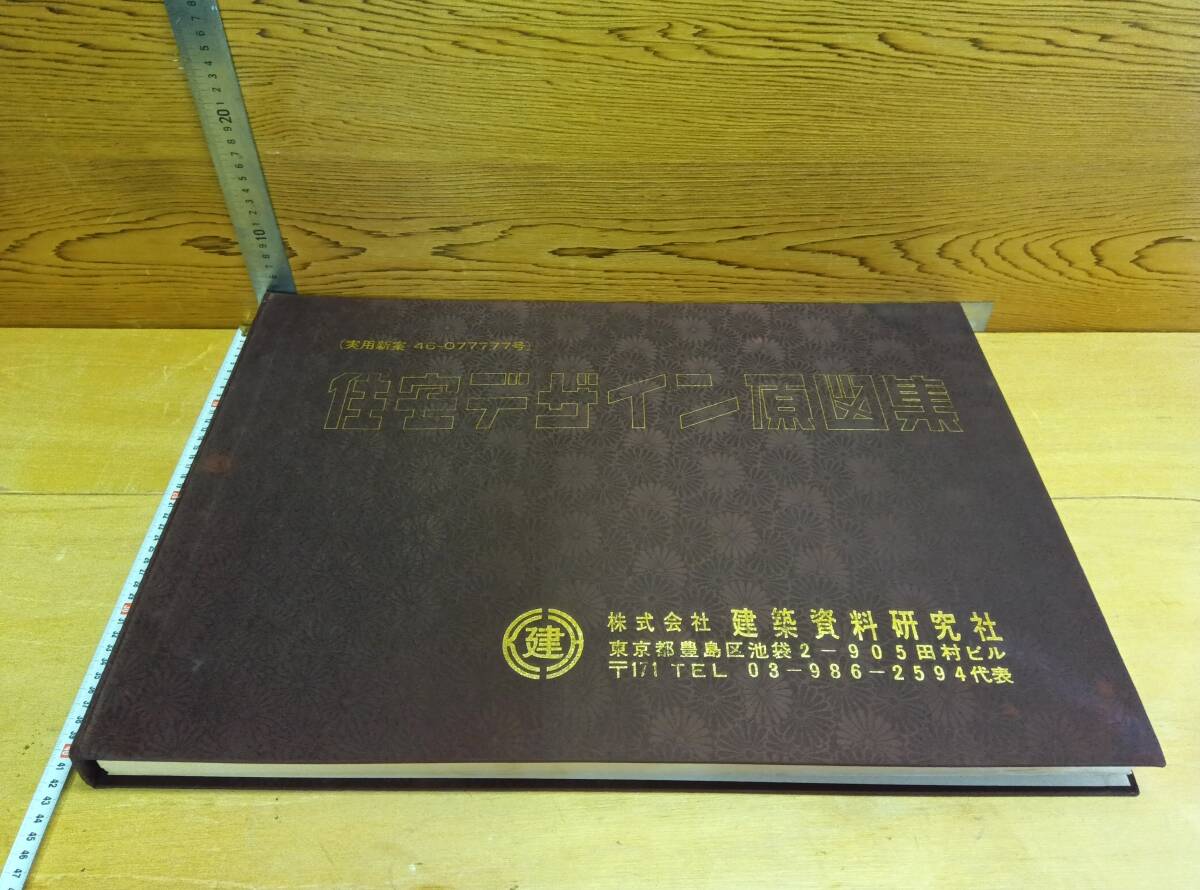 (実用新案 46-077777号)
住宅デザイン原図集
建
株式会社 建築資料研究社
東京都豊島区池袋2-905田村ビル
〒171 TEL 03-986-2594代表